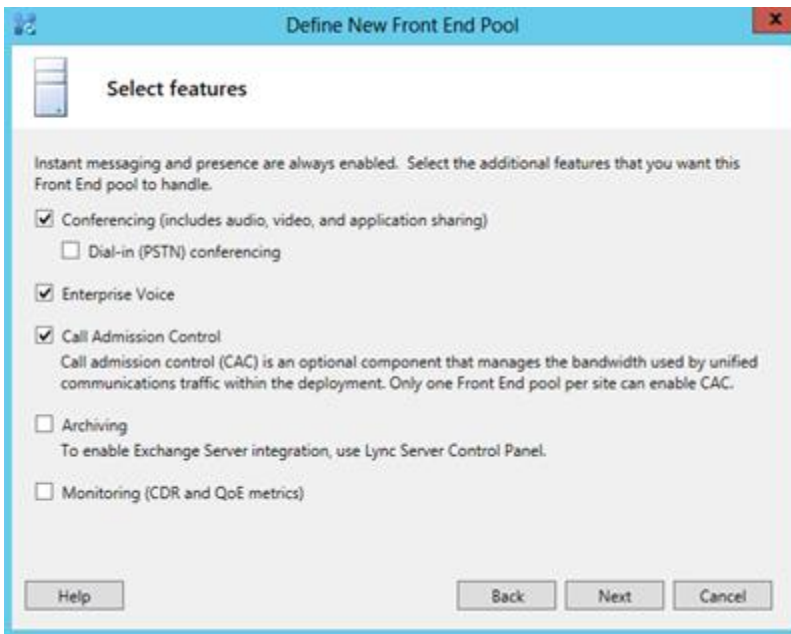 Define New Front End Pool
x
Select features
Instant messaging and presence are always enabled. Select the additional features that you want this
Front End pool to handle.
Conferencing (includes audio, video, and application sharing)
Dial-in (PSTN) conferencing
Enterprise Voice
Call Admission Control
Call admission control (CAC) is an optional component that manages the bandwidth used by unified
communications traffic within the deployment. Only one Front End pool per site can enable CAC.
Archiving
To enable Exchange Server integration, use Lync Server Control Panel.
Monitoring (CDR and QoE metrics)
Help Back Next Cancel